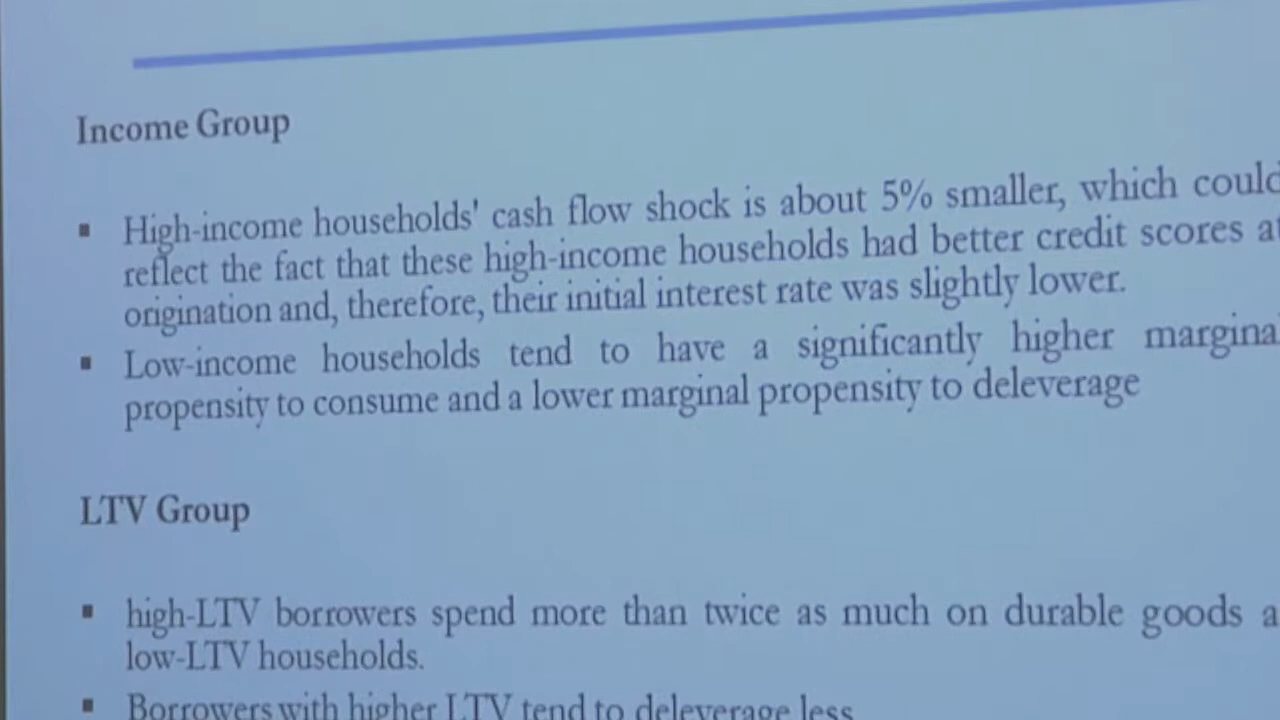 Income Group
▪ High-income households' cash flow shock is about 5% smaller, which could
reflect the fact that these high-income households had better credit scores at
origination and, therefore, their initial interest rate was slightly lower.
▪ Low-income households tend to have a significantly higher marginal
propensity to consume and a lower marginal propensity to deleverage
LTV Group
▪ high-LTV borrowers spend more than twice as much on durable goods a
low-LTV households.
▪ Borrowers with higher LTV tend to deleverage less